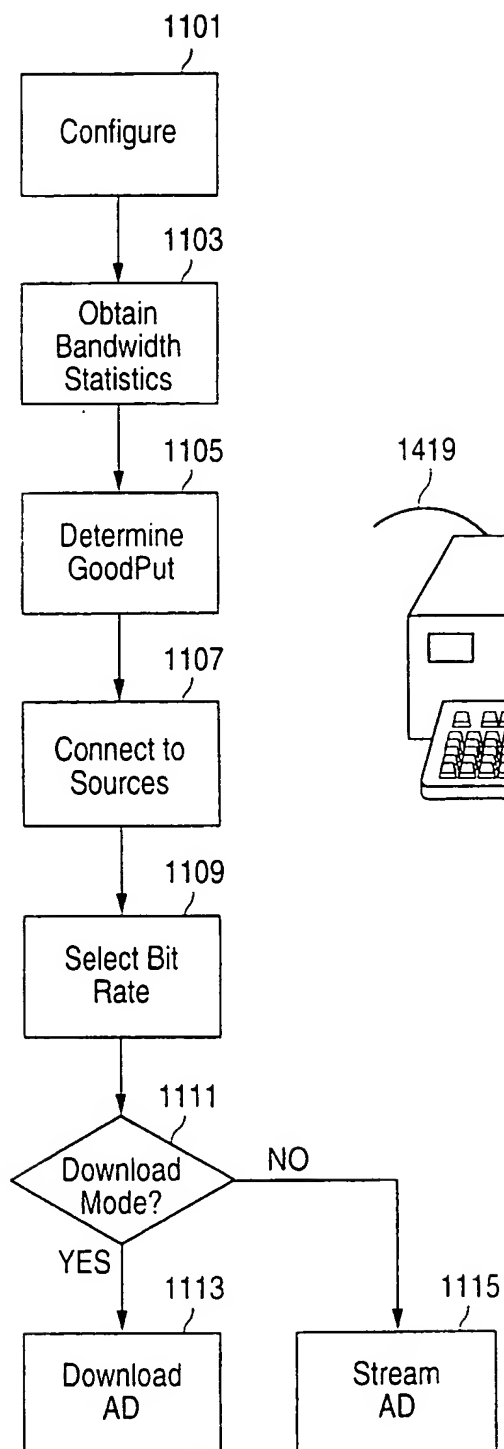 1101
Configure
1103
Obtain
Bandwidth
Statistics
1105
Determine
GoodPut
1419
1107
Connect to
Sources
1109
Select Bit
Rate
1111
Download
Mode?
NO
YES
1113
Download
AD
1115
Stream
AD